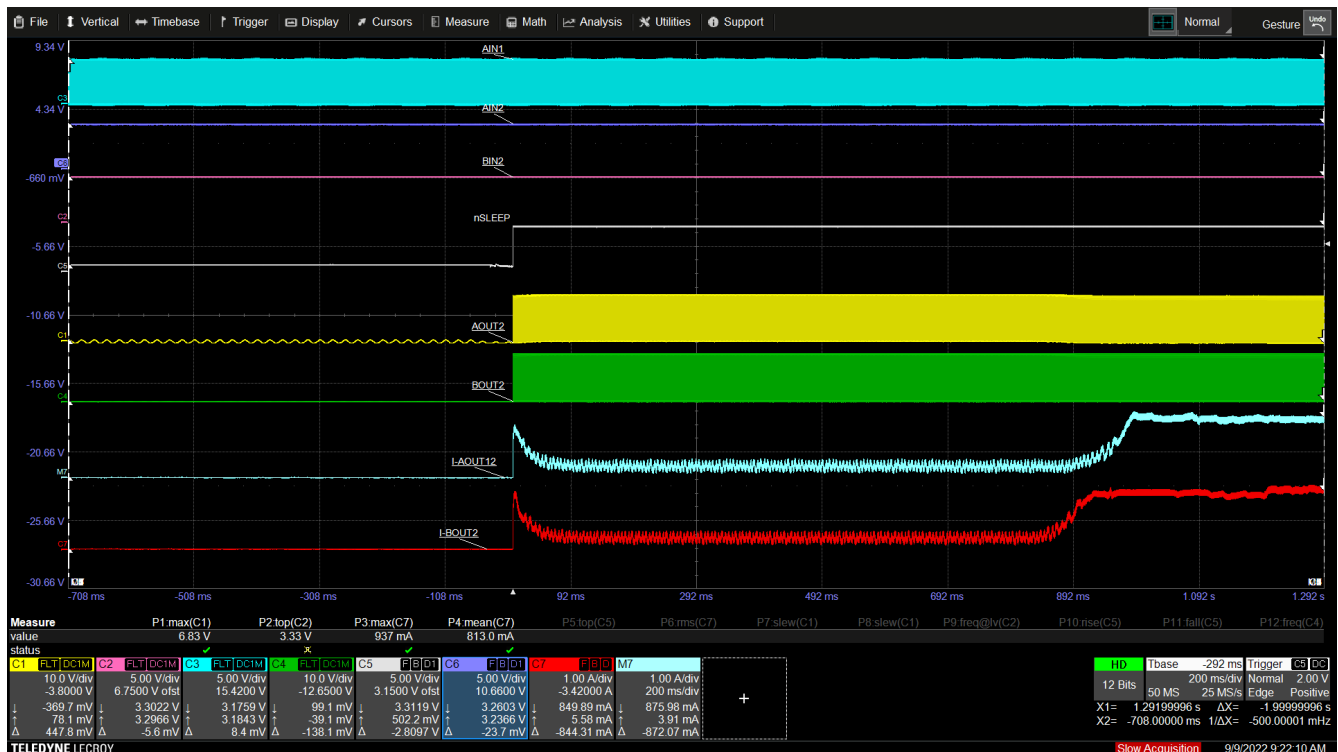 File Vertical Timebase Trigger Display Cursors Measure Math Analysis Utilities Support Normal Gesture Undo
9.34 V
AIN1
C3
4.34 V
AIN2
C6
BIN2
-660 mV
C2
nSLEEP
-5.66 V
C5
-10.66 V
AOUT2
C1
-15.66 V
BOUT2
C4
-20.66 V
I-AOUT12
M7
-25.66 V
I-BOUT2
C7
-30.66 V
-708 ms -508 ms -308 ms -108 ms 92 ms 292 ms 492 ms 692 ms 892 ms 1.092 s 1.292 s
Measure P1:max(C1) P2:top(C2) P3:max(C7) P4:mean(C7) P5:top(C5) P6:rms(C7) P7:slew(C1) P8:slew(C1) P9:freq@lv(C2) P10:rise(C5) P11:fall(C5) P12:freq(C4)
value 6.83 V 3.33 V 937 mA 813.0 mA
status
C1 FLT DC1M C2 FLT DC1M C3 FLT DC1M C4 FLT DC1M C5 F B D1 C6 F B D1 C7 F B D M7 HD Tbase -292 ms Trigger C5 DC
10.0 V/div 5.00 V/div 5.00 V/div 10.0 V/div 5.00 V/div 5.00 V/div 1.00 A/div 1.00 A/div 12 Bits 200 ms/div Normal 2.00 V
-3.8000 V 6.7500 V ofst 15.4200 V -12.6500 V 3.1500 V ofst 10.6600 V -3.42000 A 200 ms/div 50 MS 25 MS/s Edge Positive
↓ -369.7 mV ↓ 3.3022 V ↓ 3.1759 V ↓ 99.1 mV ↓ 3.3119 V ↓ 3.2603 V ↓ 849.89 mA ↓ 875.98 mA X1= 1.29199996 s ΔX= -1.99999996 s
↑ 78.1 mV ↑ 3.2966 V ↑ 3.1843 V ↑ -39.1 mV ↑ 502.2 mV ↑ 3.2366 V ↑ 5.58 mA ↑ 3.91 mA X2= -708.00000 ms 1/ΔX= -500.00001 mHz
Δ 447.8 mV Δ -5.6 mV Δ 8.4 mV Δ -138.1 mV Δ -2.8097 V Δ -23.7 mV Δ -844.31 mA Δ -872.07 mA
+
TELEDYNE LECROY Slow Acquisition 9/9/2022 9:22:10 AM